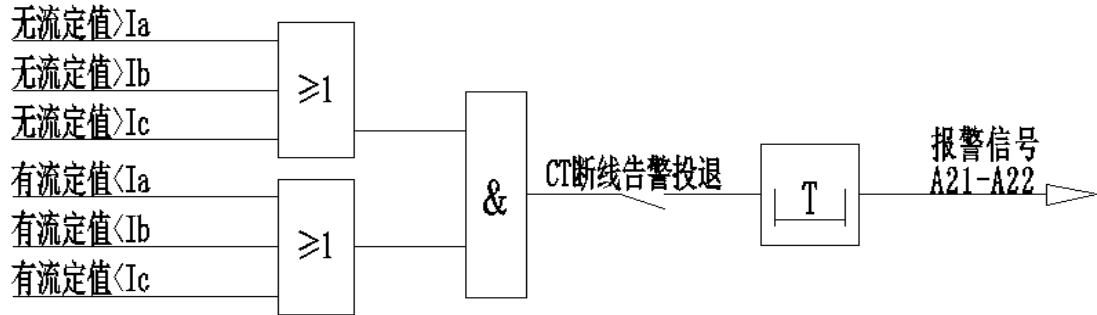 无流定值>Ia
无流定值>Ib
无流定值>Ic
≥1
有流定值<Ia
有流定值<Ib
有流定值<Ic
≥1
&
CT断线告警投退
T
报警信号
A21-A22